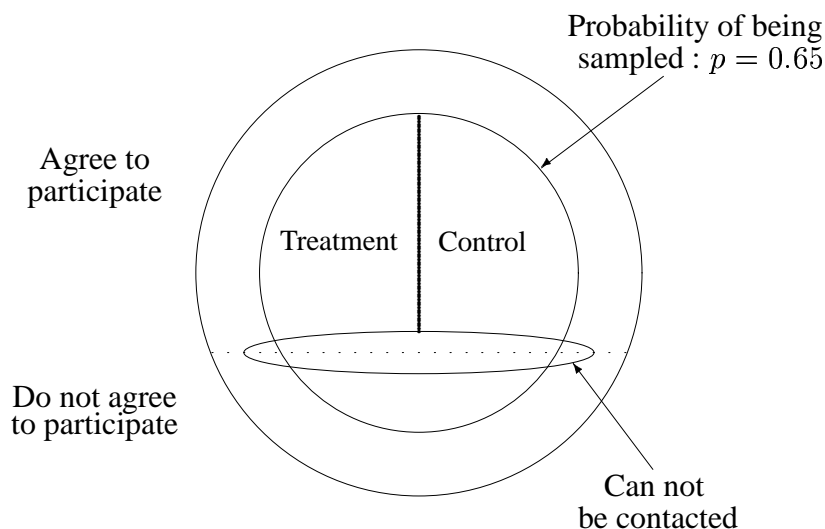 Probability of being
sampled : p = 0.65
Agree to
participate
Treatment
Control
Do not agree
to participate
Can not
be contacted